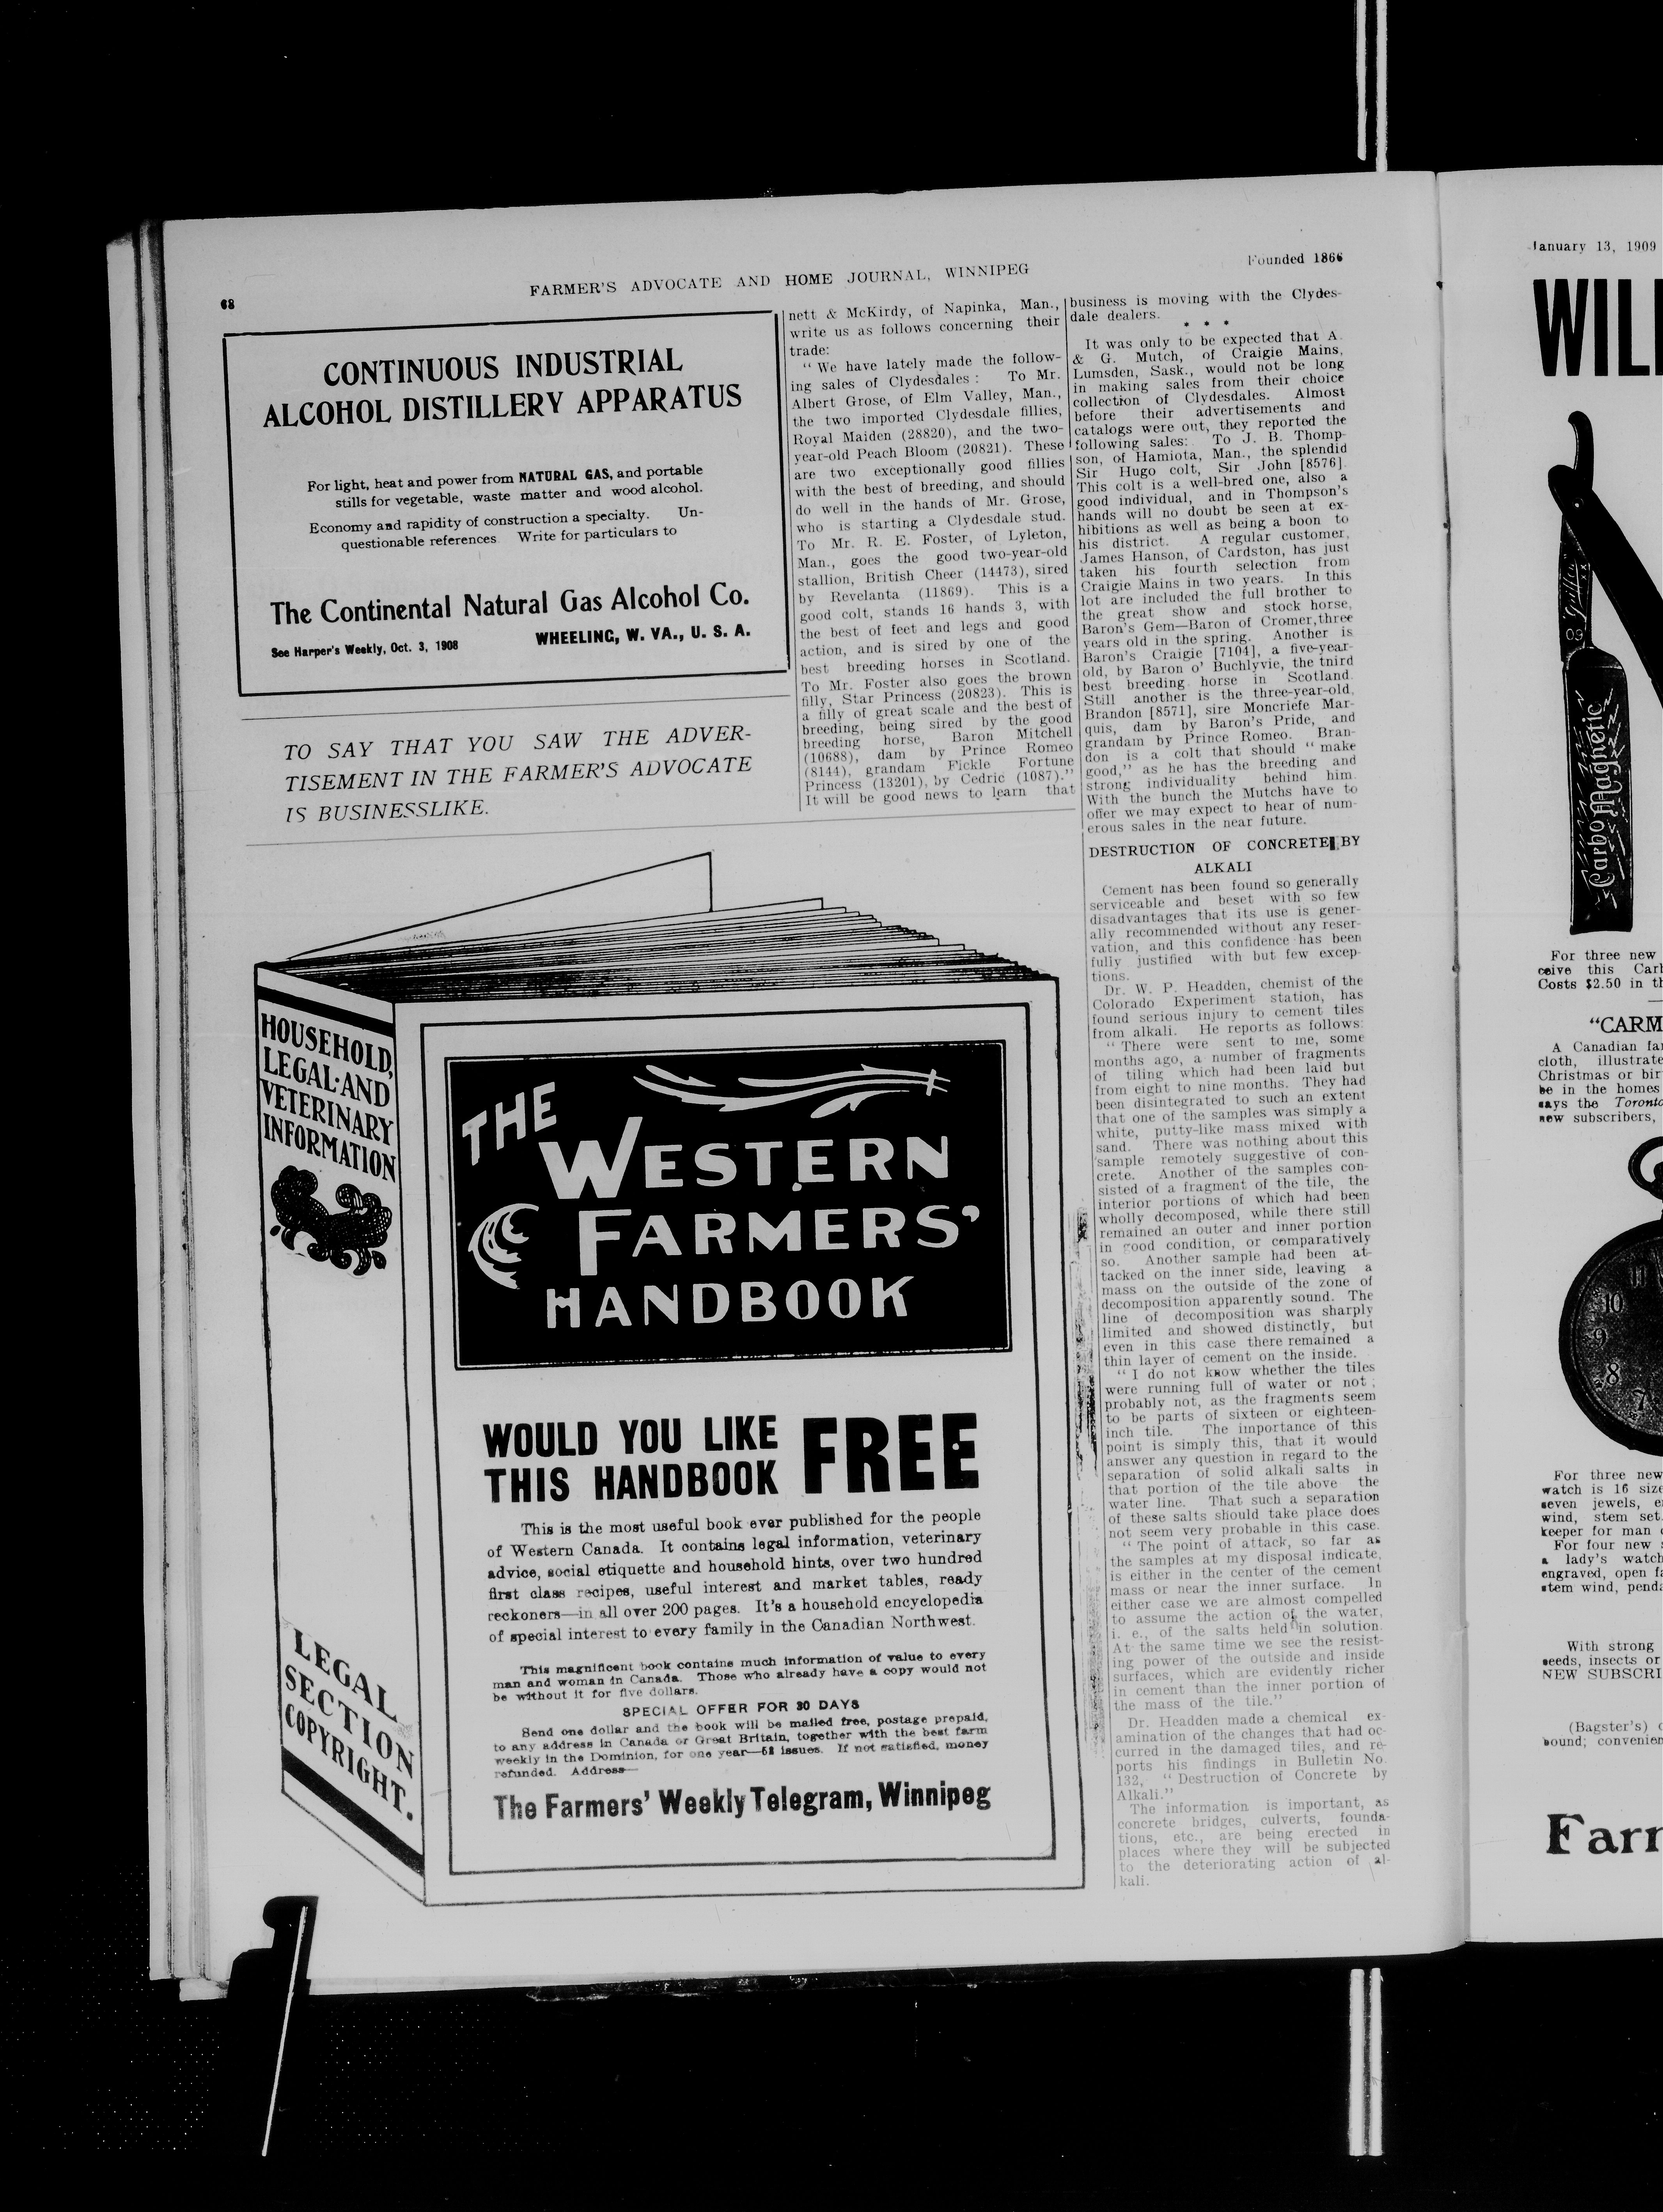 68
FARMER'S ADVOCATE AND HOME JOURNAL, WINNIPEG
Founded 1866
CONTINUOUS INDUSTRIAL
ALCOHOL DISTILLERY APPARATUS
For light, heat and power from NATURAL GAS, and portable
stills for vegetable, waste matter and wood alcohol.
Economy and rapidity of construction a specialty. Un-
questionable references Write for particulars to
The Continental Natural Gas Alcohol Co.
See Harper's Weekly, Oct. 3, 1908
WHEELING, W. VA., U. S. A.
TO SAY THAT YOU SAW THE ADVER-
TISEMENT IN THE FARMER'S ADVOCATE
IS BUSINESSLIKE.
nett & McKirdy, of Napinka, Man.,
write us as follows concerning their
trade:
“ We have lately made the follow-
ing sales of Clydesdales : To Mr.
Albert Grose, of Elm Valley, Man.,
the two imported Clydesdale fillies,
Royal Maiden (28820), and the two-
year-old Peach Bloom (20821). These
are two exceptionally good fillies
with the best of breeding, and should
do well in the hands of Mr. Grose,
who is starting a Clydesdale stud.
To Mr. R. E. Foster, of Lyleton,
Man., goes the good two-year-old
stallion, British Cheer (14473), sired
by Revelanta (11869). This is a
good colt, stands 16 hands 3, with
the best of feet and legs and good
action, and is sired by one of the
best breeding horses in Scotland.
To Mr. Foster also goes the brown
filly, Star Princess (20823). This is
a filly of great scale and the best of
breeding, being sired by the good
breeding horse, Baron Mitchell
(10688), dam by Prince Romeo
(8144), grandam Fickle Fortune
Princess (13201), by Cedric (1087).”
It will be good news to learn that
business is moving with the Clydes-
dale dealers.
* * *
It was only to be expected that A.
& G. Mutch, of Craigie Mains,
Lumsden, Sask., would not be long
in making sales from their choice
collection of Clydesdales. Almost
before their advertisements and
catalogs were out, they reported the
following sales: To J. B. Thomp-
son, of Hamiota, Man., the splendid
Sir Hugo colt, Sir John [8576].
This colt is a well-bred one, also a
good individual, and in Thompson's
hands will no doubt be seen at ex-
hibitions as well as being a boon to
his district. A regular customer,
James Hanson, of Cardston, has just
taken his fourth selection from
Craigie Mains in two years. In this
lot are included the full brother to
the great show and stock horse,
Baron's Gem—Baron of Cromer,three
years old in the spring. Another is
Baron's Craigie [7104], a five-year-
old, by Baron o' Buchlyvie, the tnird
best breeding horse in Scotland.
Still another is the three-year-old,
Brandon [8571], sire Moncriefe Mar-
quis, dam by Baron's Pride, and
grandam by Prince Romeo. Bran-
don is a colt that should “ make
good,” as he has the breeding and
strong individuality behind him.
With the bunch the Mutchs have to
offer we may expect to hear of num-
erous sales in the near future.
DESTRUCTION OF CONCRETE BY
ALKALI
Cement has been found so generally
serviceable and beset with so few
disadvantages that its use is gener-
ally recommended without any reser-
vation, and this confidence has been
fully justified with but few excep-
tions.
Dr. W. P. Headden, chemist of the
Colorado Experiment station, has
found serious injury to cement tiles
from alkali. He reports as follows:
“ There were sent to me, some
months ago, a number of fragments
of tiling which had been laid but
from eight to nine months. They had
been disintegrated to such an extent
that one of the samples was simply a
white, putty-like mass mixed with
sand. There was nothing about this
sample remotely suggestive of con-
crete. Another of the samples con-
sisted of a fragment of the tile, the
interior portions of which had been
wholly decomposed, while there still
remained an outer and inner portion
in good condition, or comparatively
so. Another sample had been at-
tacked on the inner side, leaving a
mass on the outside of the zone of
decomposition apparently sound. The
line of decomposition was sharply
limited and showed distinctly, but
even in this case there remained a
thin layer of cement on the inside.
“ I do not know whether the tiles
were running full of water or not ;
probably not, as the fragments seem
to be parts of sixteen or eighteen-
inch tile. The importance of this
point is simply this, that it would
answer any question in regard to the
separation of solid alkali salts in
that portion of the tile above the
water line. That such a separation
of these salts should take place does
not seem very probable in this case.
“ The point of attack, so far as
the samples at my disposal indicate,
is either in the center of the cement
mass or near the inner surface. In
either case we are almost compelled
to assume the action of the water,
i. e., of the salts held in solution.
At the same time we see the resist-
ing power of the outside and inside
surfaces, which are evidently richer
in cement than the inner portion of
the mass of the tile.”
Dr. Headden made a chemical ex-
amination of the changes that had oc-
curred in the damaged tiles, and re-
ports his findings in Bulletin No.
132, “ Destruction of Concrete by
Alkali.”
The information is important, as
concrete bridges, culverts, founda-
tions, etc., are being erected in
places where they will be subjected
to the deteriorating action of al-
kali.
HOUSEHOLD,
LEGAL·AND
VETERINARY
INFORMATION
LEGAL
SECTION
COPYRIGHT.
THE
WESTERN
FARMERS'
HANDBOOK
WOULD YOU LIKE
THIS HANDBOOK
FREE
This is the most useful book ever published for the people
of Western Canada. It contains legal information, veterinary
advice, social etiquette and household hints, over two hundred
first class recipes, useful interest and market tables, ready
reckoners—in all over 200 pages. It's a household encyclopedia
of special interest to every family in the Canadian Northwest.
This magnificent book contains much information of value to every
man and woman in Canada. Those who already have a copy would not
be without it for five dollars.
SPECIAL OFFER FOR 30 DAYS
Send one dollar and the book will be mailed free, postage prepaid,
to any address in Canada or Great Britain, together with the best farm
weekly in the Dominion, for one year—52 issues. If not satisfied, money
refunded. Address—
The Farmers' Weekly Telegram, Winnipeg
January 13, 1909
WILL
Carbo Magnetic
For three new
ceive this
Costs $2.50 in
“CARM
A Canadian
cloth, illustrate
Christmas or
be in the homes
says the Toronto
new subscribers,
11
10
9
8
7
For three new
watch is 16 size
seven jewels,
wind, stem set.
keeper for man
For four new
a lady's watch
engraved, open
stem wind,
With strong
seeds, insects or
NEW SUBSCRI
(Bagster's)
bound;
Farm